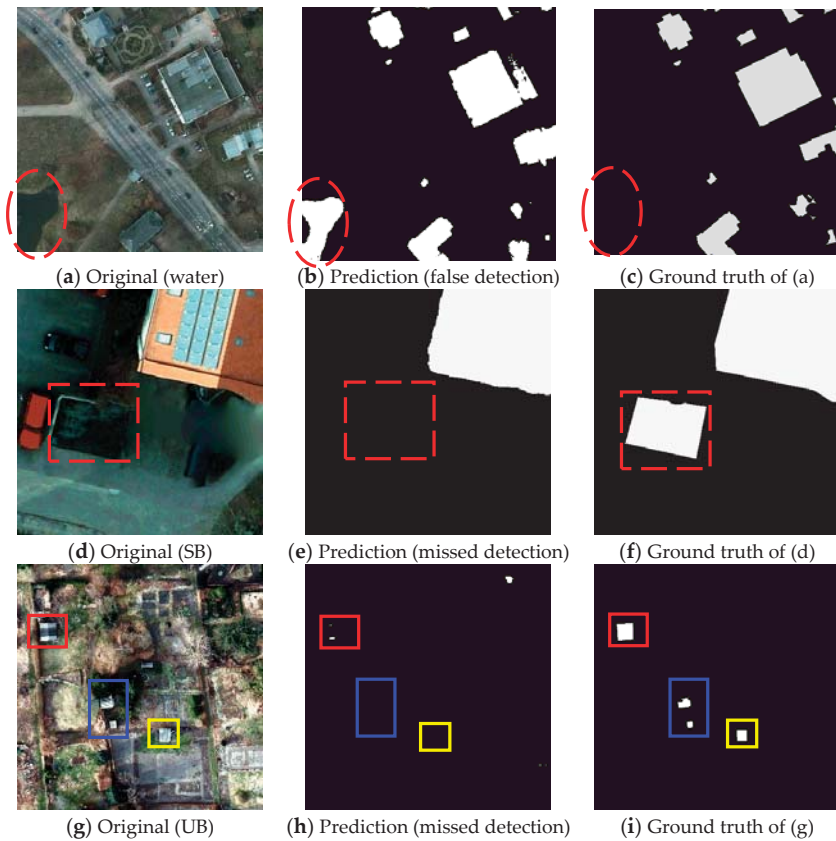 (a) Original (water)
(b) Prediction (false detection)
(c) Ground truth of (a)
(d) Original (SB)
(e) Prediction (missed detection)
(f) Ground truth of (d)
(g) Original (UB)
(h) Prediction (missed detection)
(i) Ground truth of (g)